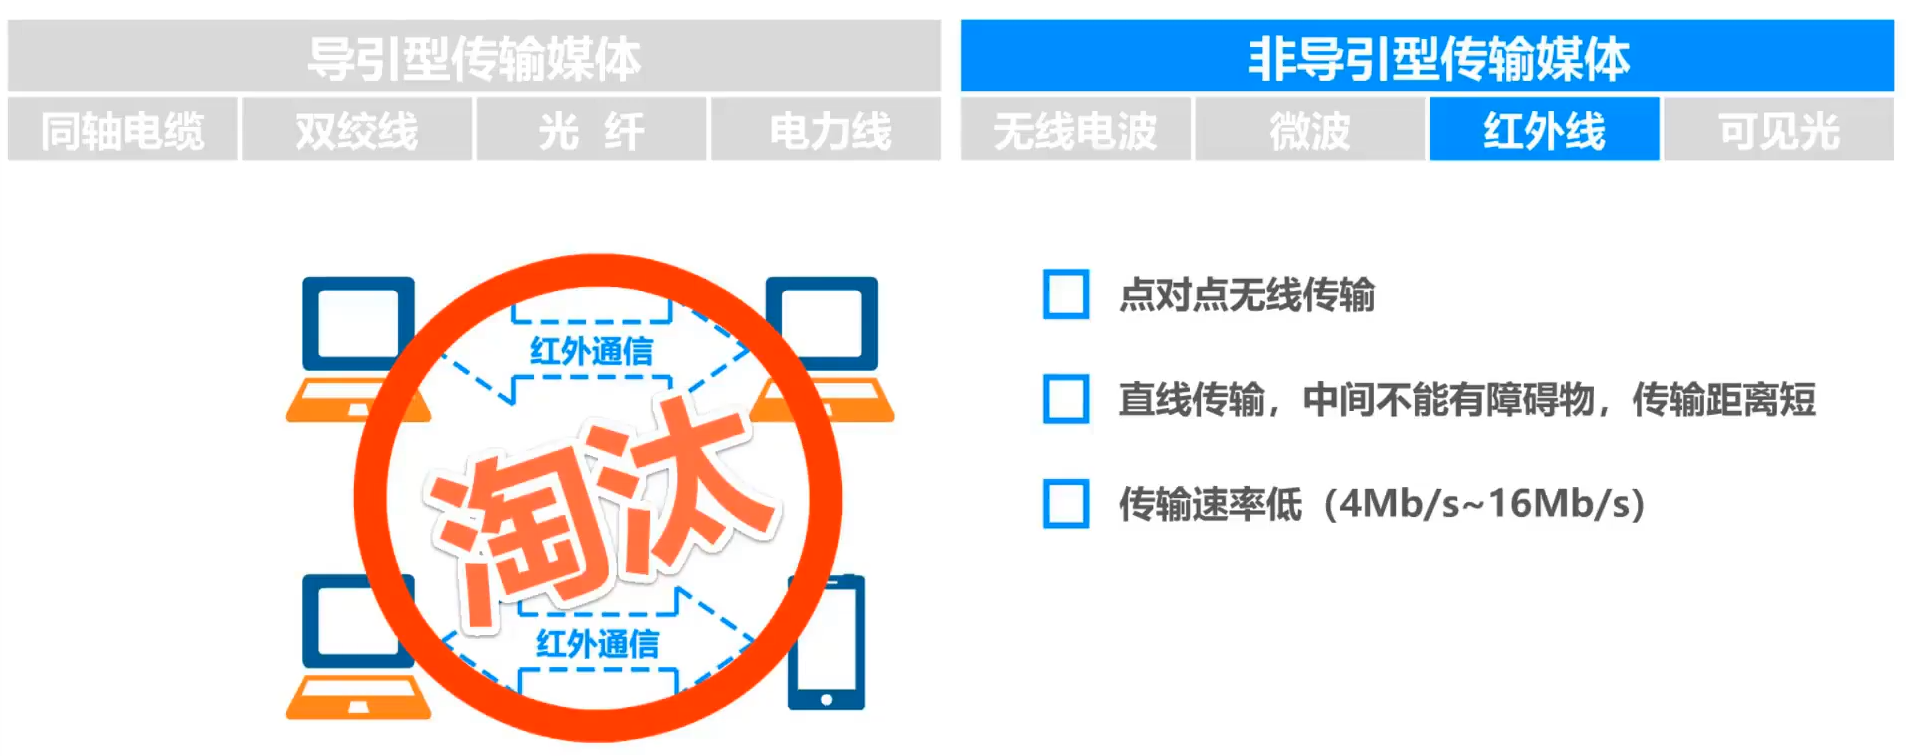 导引型传输媒体
非导引型传输媒体
同轴电缆 双绞线 光 纤 电力线 无线电波 微波 红外线 可见光
红外通信
淘汰
红外通信
点对点无线传输
直线传输，中间不能有障碍物，传输距离短
传输速率低（4Mb/s~16Mb/s）